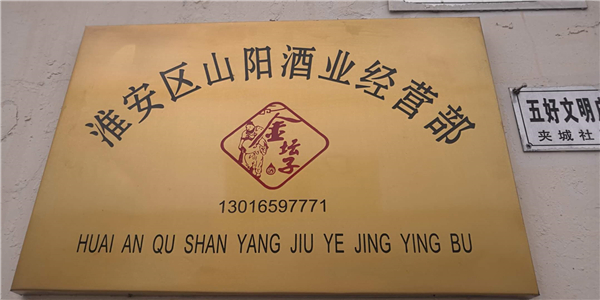 淮安区山阳酒业经营部
金坛子
13016597771
HUAI AN QU SHAN YANG JIU YE JING YING BU
五好文明
夹城社